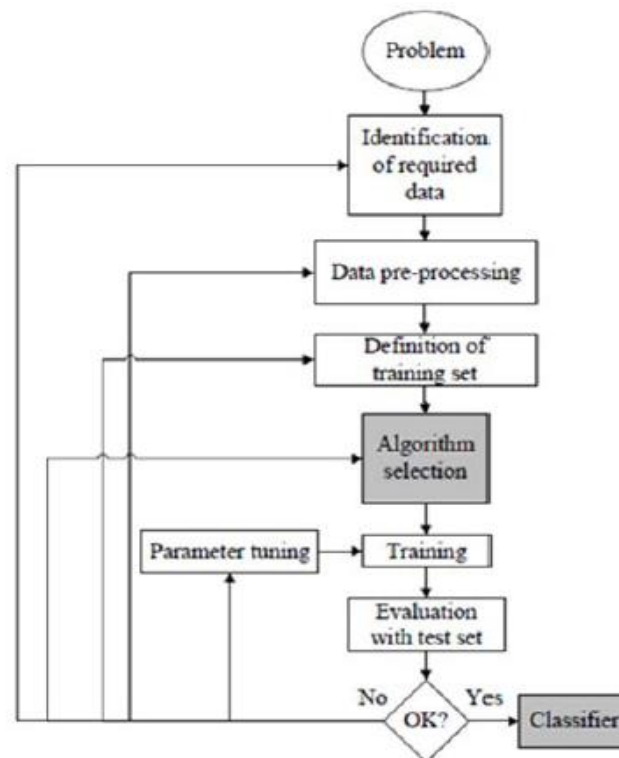 Problem
Identification
of required
data
Data pre-processing
Definition of
training set
Algorithm
selection
Parameter tuning
Training
Evaluation
with test set
No
OK?
Yes
Classifier